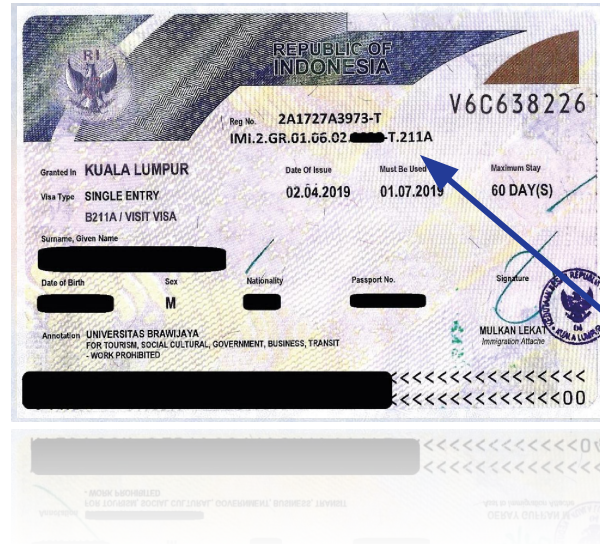 RI
REPUBLIC OF
INDONESIA
V6C638226
Reg No. 2A1727A3973-T
IMI.2.GR.01.06.02. -T.211A
Granted In KUALA LUMPUR
Date Of Issue
Must Be Used
Maximum Stay
02.04.2019
01.07.2019
60 DAY(S)
Visa Type SINGLE ENTRY
B211A / VISIT VISA
Surname, Given Name
Date of Birth
Sex
Nationality
Passport No.
Signature
M
Annotation UNIVERSITAS BRAWIJAYA
FOR TOURISM, SOCIAL CULTURAL, GOVERNMENT, BUSINESS, TRANSIT
- WORK PROHIBITED
MULKAN LEKAT
Immigration Attache
04
<<<<<<<<<<<<<<<
<<<<<<<<<<<<<00